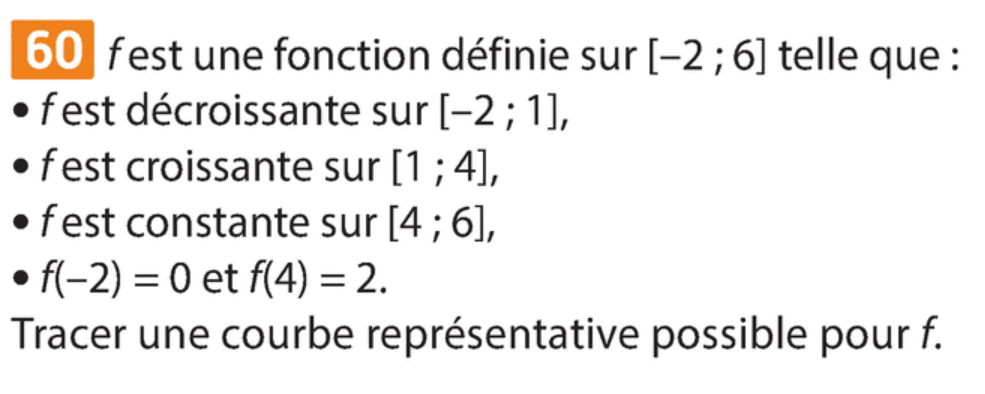 60 f est une fonction définie sur [–2 ; 6] telle que :
• f est décroissante sur [–2 ; 1],
• f est croissante sur [1 ; 4],
• f est constante sur [4 ; 6],
• f(–2) = 0 et f(4) = 2.
Tracer une courbe représentative possible pour f.